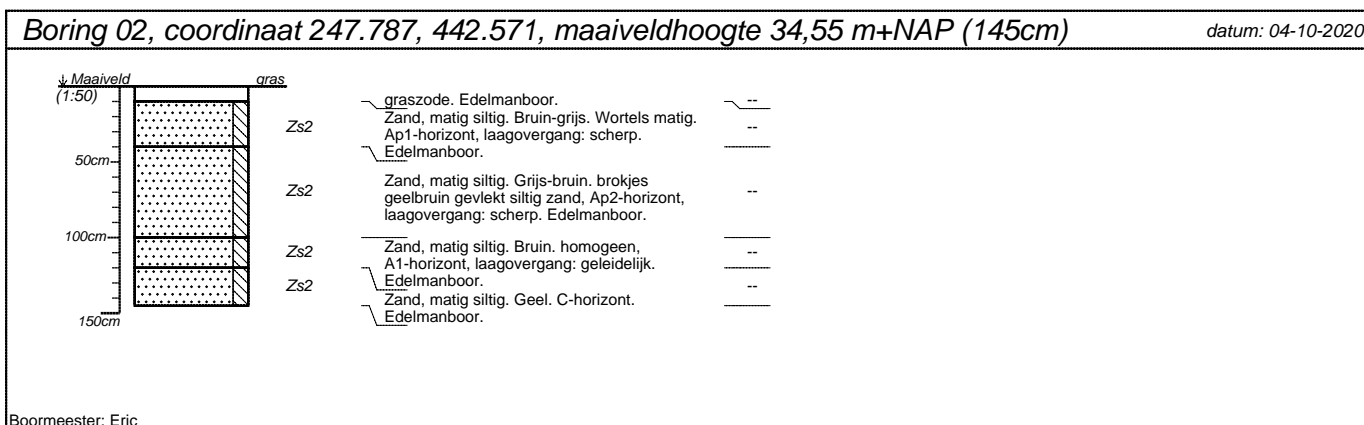 Boring 02, coordinaat 247.787, 442.571, maaiveldhoogte 34,55 m+NAP (145cm)
datum: 04-10-2020
Maaiveld
gras
(1:50)
50cm
100cm
150cm
Zs2
Zs2
Zs2
Zs2
graszode. Edelmanboor.
--
Zand, matig siltig. Bruin-grijs. Wortels matig.
Ap1-horizont, laagovergang: scherp.
--
Edelmanboor.
Zand, matig siltig. Grijs-bruin. brokjes
geelbruin gevlekt siltig zand, Ap2-horizont,
--
laagovergang: scherp. Edelmanboor.
Zand, matig siltig. Bruin. homogeen,
--
A1-horizont, laagovergang: geleidelijk.
Edelmanboor.
--
Zand, matig siltig. Geel. C-horizont.
Edelmanboor.
Boormeester: Eric